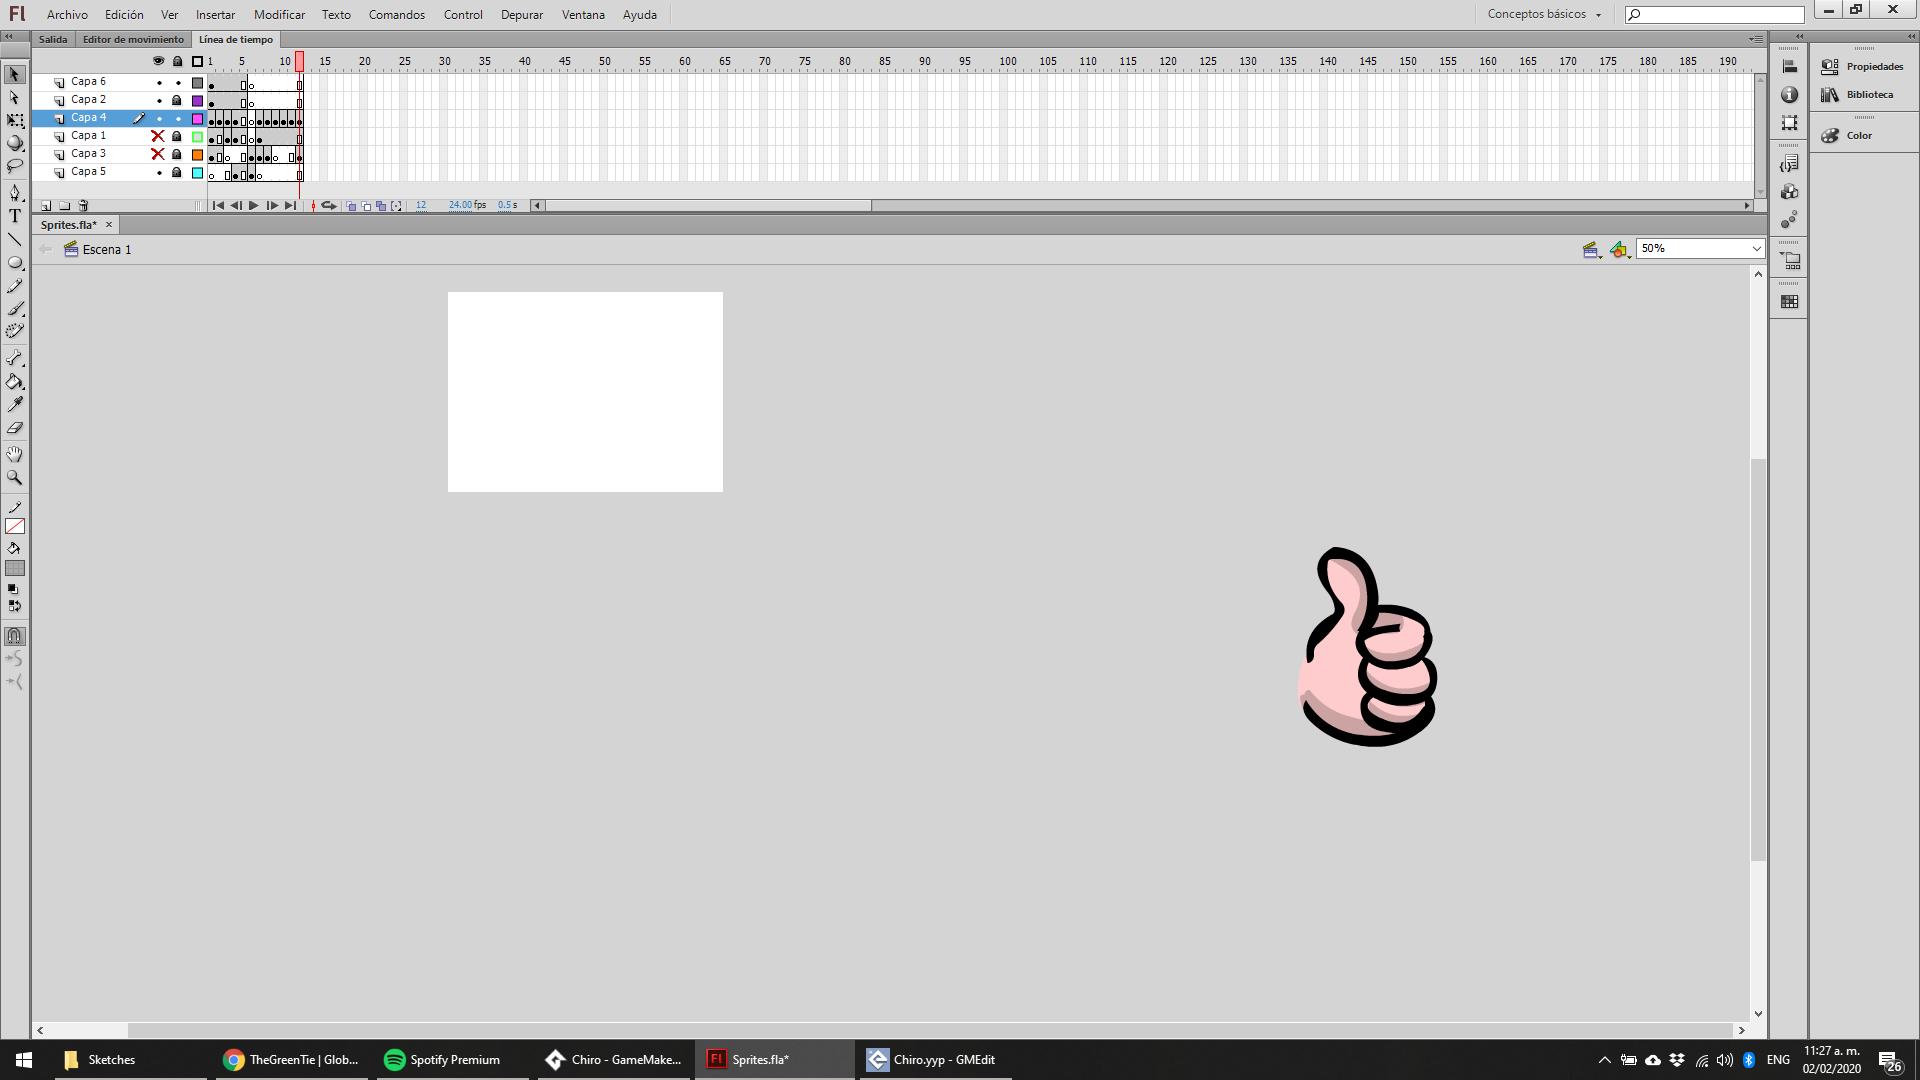 Fl Archivo Edición Ver Insertar Modificar Texto Comandos Control Depurar Ventana Ayuda Conceptos básicos
Salida Editor de movimiento Línea de tiempo
1 5 10 15 20 25 30 35 40 45 50 55 60 65 70 75 80 85 90 95 100 105 110 115 120 125 130 135 140 145 150 155 160 165 170 175 180 185 190
Capa 6
Capa 2
Capa 4
Capa 1
Capa 3
Capa 5
12 24.00 fps 0.5 s
Sprites.fla*
Escena 1
50%
Propiedades
Biblioteca
Color
Sketches TheGreenTie | Glob... Spotify Premium Chiro - GameMake... Fl Sprites.fla* Chiro.yyp - GMEdit ENG 11:27 a. m.
02/02/2020 26